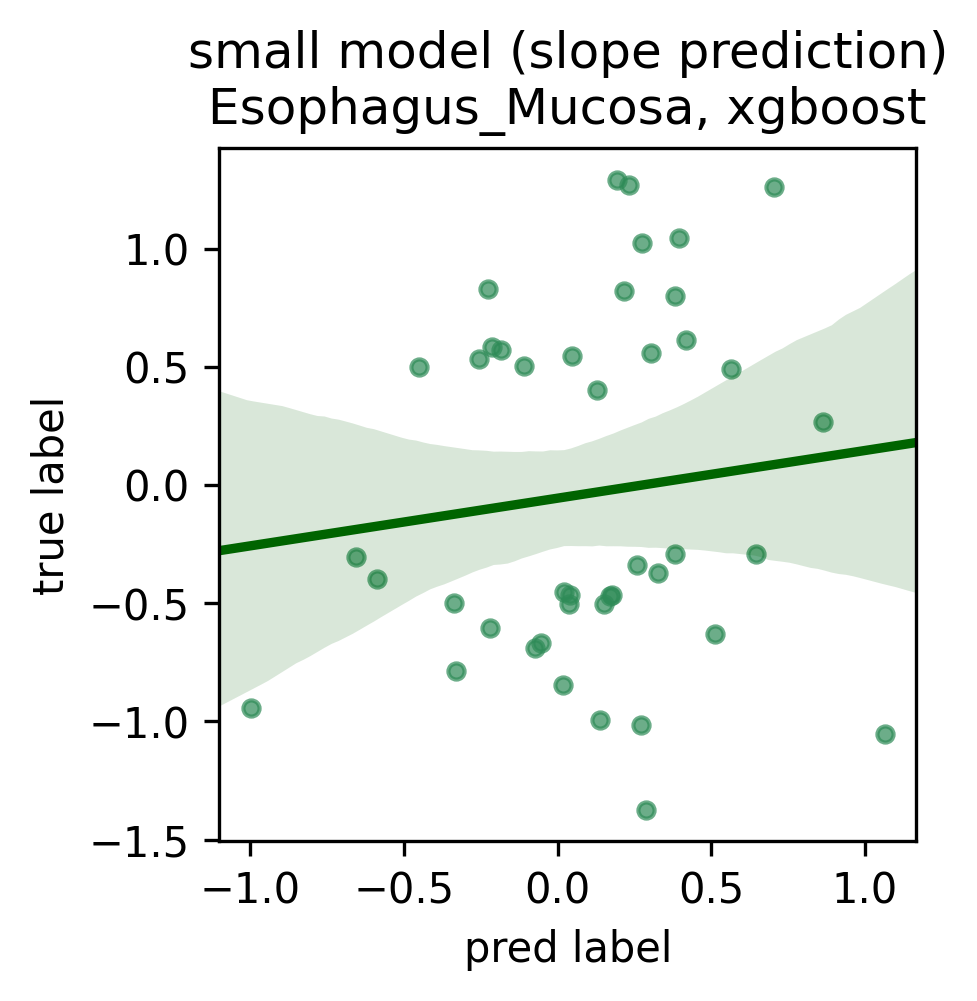 small model (slope prediction)
Esophagus_Mucosa, xgboost
1.0
0.5
0.0
−0.5
−1.0
−1.5
true label
−1.0 −0.5 0.0 0.5 1.0
pred label